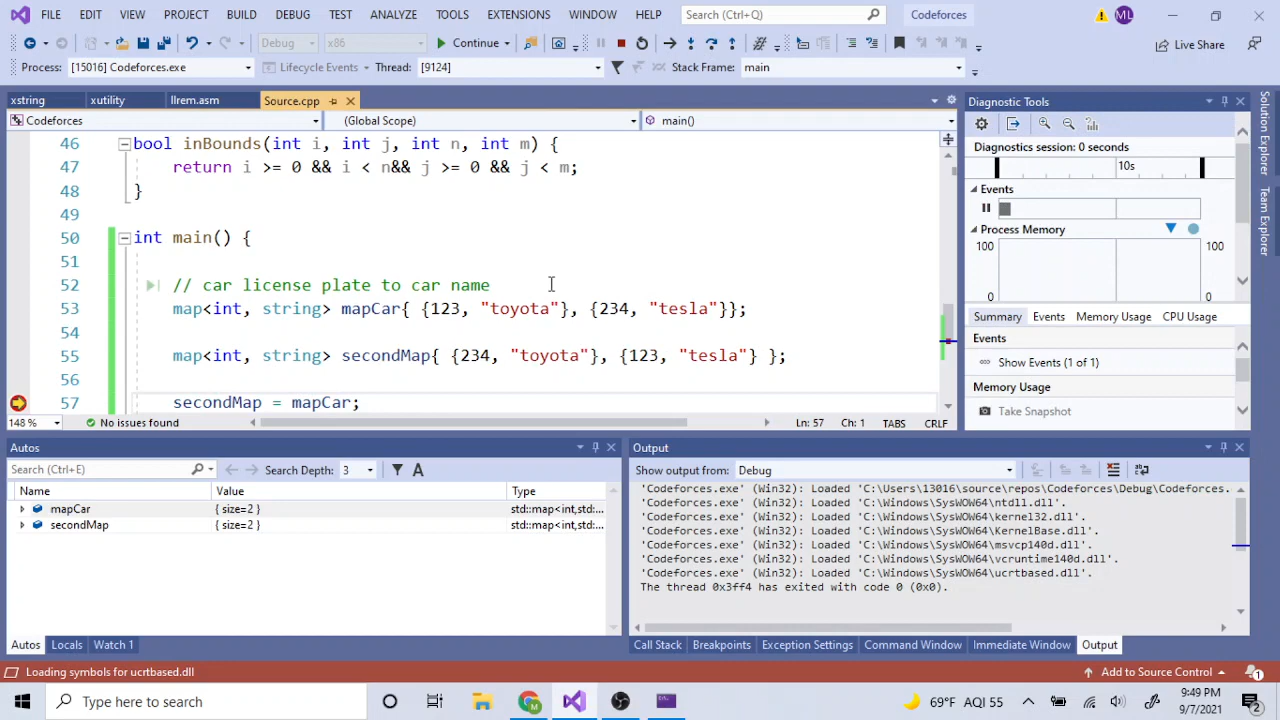 FILE EDIT VIEW PROJECT BUILD DEBUG TEST ANALYZE TOOLS EXTENSIONS WINDOW HELP Search (Ctrl+Q) Codeforces ML
Debug x86 Continue Live Share
Process: [15016] Codeforces.exe Lifecycle Events Thread: [9124] Stack Frame: main
xstring xutility llrem.asm Source.cpp
Codeforces (Global Scope) main()
46 bool inBounds(int i, int j, int n, int m) {
47 return i >= 0 && i < n&& j >= 0 && j < m;
48 }
49
50 int main() {
51
52 // car license plate to car name
53 map<int, string> mapCar{ {123, "toyota"}, {234, "tesla"}};
54
55 map<int, string> secondMap{ {234, "toyota"}, {123, "tesla"} };
56
57 secondMap = mapCar;
148 % No issues found Ln: 57 Ch: 1 TABS CRLF
Diagnostic Tools
Diagnostics session: 0 seconds
10s
Events
Process Memory
100 100
0 0
Summary Events Memory Usage CPU Usage
Events
Show Events (1 of 1)
Memory Usage
Take Snapshot
Solution Explorer
Team Explorer
Autos
Search (Ctrl+E) Search Depth: 3 A
Name Value Type
mapCar { size=2 } std::map<int,std:...
secondMap { size=2 } std::map<int,std:...
Autos Locals Watch 1
Output
Show output from: Debug
'Codeforces.exe' (Win32): Loaded 'C:\Users\13016\source\repos\Codeforces\Debug\Codeforces.
'Codeforces.exe' (Win32): Loaded 'C:\Windows\SysWOW64\ntdll.dll'.
'Codeforces.exe' (Win32): Loaded 'C:\Windows\SysWOW64\kernel32.dll'.
'Codeforces.exe' (Win32): Loaded 'C:\Windows\SysWOW64\KernelBase.dll'.
'Codeforces.exe' (Win32): Loaded 'C:\Windows\SysWOW64\msvcp140d.dll'.
'Codeforces.exe' (Win32): Loaded 'C:\Windows\SysWOW64\vcruntime140d.dll'.
'Codeforces.exe' (Win32): Loaded 'C:\Windows\SysWOW64\ucrtbased.dll'.
The thread 0x3ff4 has exited with code 0 (0x0).
Call Stack Breakpoints Exception Settings Command Window Immediate Window Output
Loading symbols for ucrtbased.dll Add to Source Control 1
Type here to search 69°F AQI 55 9:49 PM
9/7/2021 2